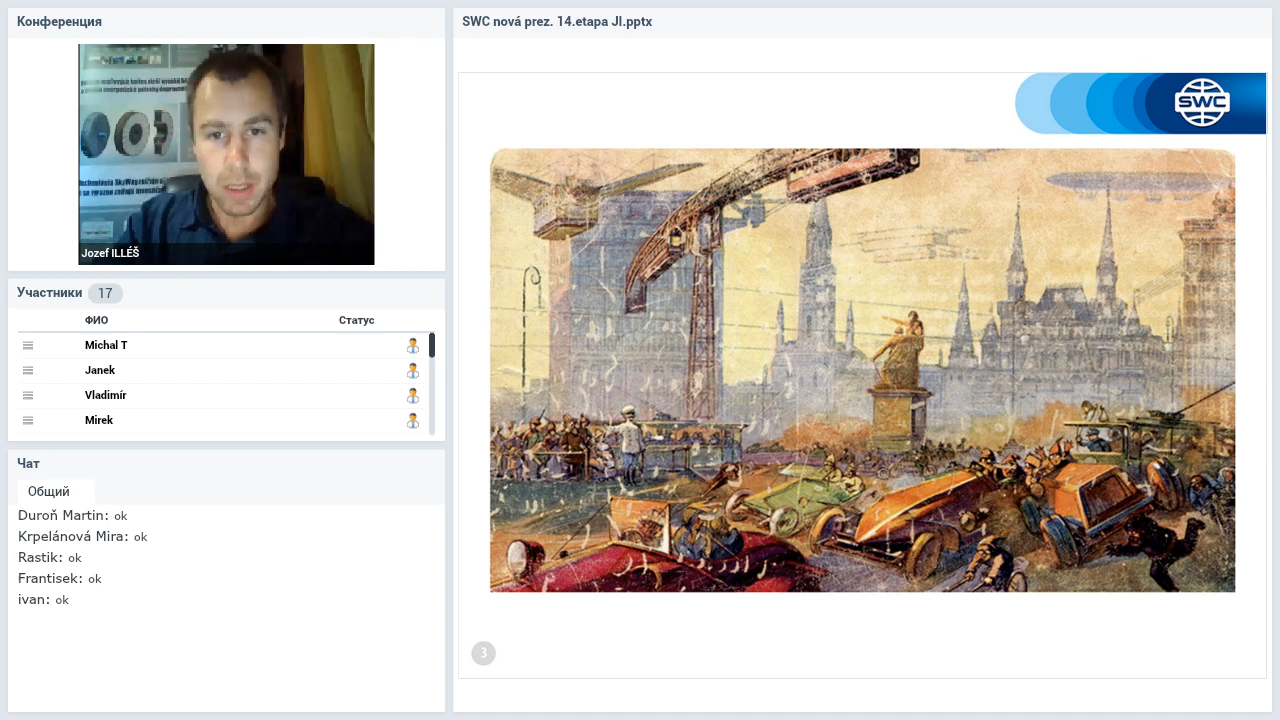 Конференция
Jozef ILLÉŠ
Участники 17
ФИО Статус
Michal T
Janek
Vladimír
Mirek
Чат
Общий
Duroň Martin: ok
Krpelánová Mira: ok
Rastik: ok
Frantisek: ok
ivan: ok
SWC nová prez. 14.etapa JI.pptx
SWC
3